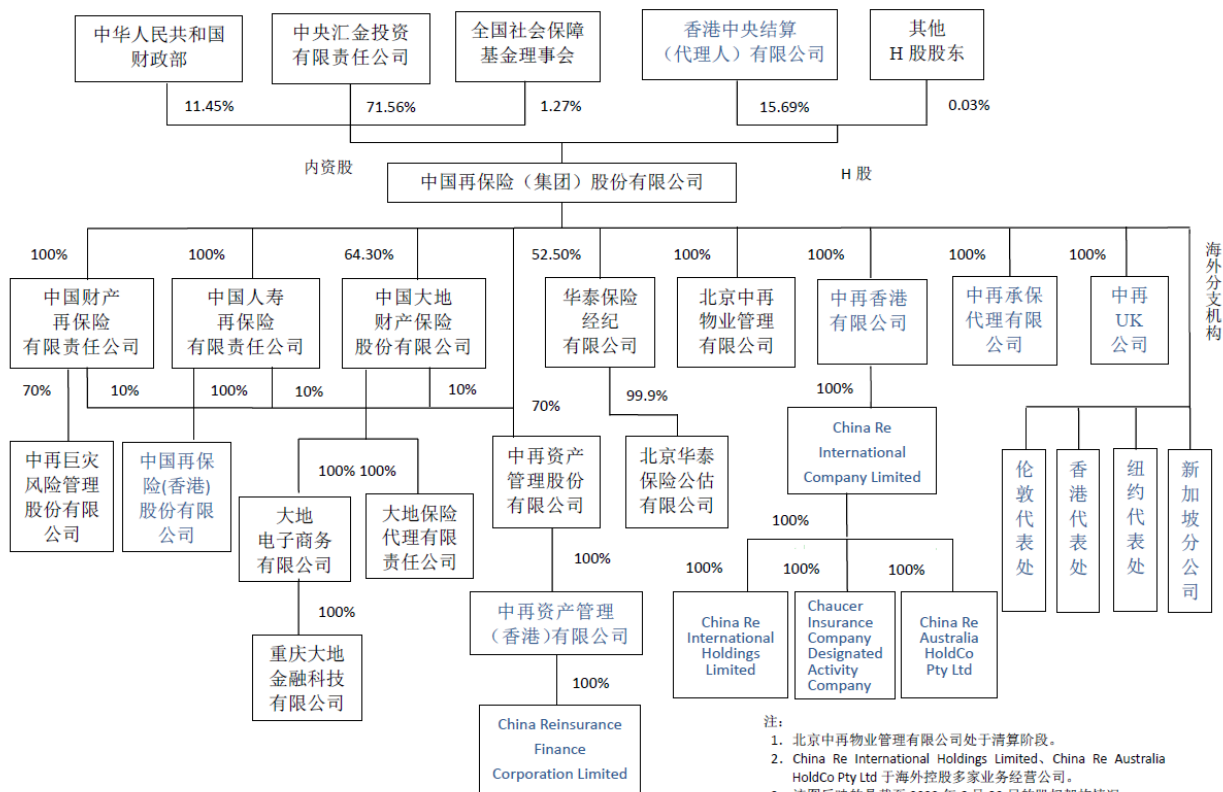 中华人民共和国
财政部
中央汇金投资
有限责任公司
全国社会保障
基金理事会
香港中央结算
（代理人）有限公司
其他
H 股股东
11.45%
71.56%
1.27%
15.69%
0.03%
内资股
H 股
中国再保险（集团）股份有限公司
100%
100%
64.30%
52.50%
100%
100%
100%
100%
海外分支机构
中国财产
再保险
有限责任公司
中国人寿
再保险
有限责任公司
中国大地
财产保险
股份有限公司
华泰保险
经纪
有限公司
北京中再
物业管理
有限公司
中再香港
有限公司
中再承保
代理有限
公司
中再
UK
公司
70%
10%
100%
10%
10%
70%
99.9%
100%
中再巨灾
风险管理
股份有限
公司
中国再保
险(香港)
股份有限
公司
100%
100%
大地
电子商务
有限公司
大地保险
代理有限
责任公司
中再资产
管理股份
有限公司
北京华泰
保险公估
有限公司
China Re
International
Company Limited
伦敦代表处
香港代表处
纽约代表处
新加坡分公司
100%
100%
100%
100%
100%
100%
重庆大地
金融科技
有限公司
中再资产管理
（香港）有限公司
China Re
International
Holdings
Limited
Chaucer
Insurance
Company
Designated
Activity
Company
China Re
Australia
HoldCo
Pty Ltd
100%
China Reinsurance
Finance
Corporation Limited
注：
1. 北京中再物业管理有限公司处于清算阶段。
2. China Re International Holdings Limited、China Re Australia
HoldCo Pty Ltd 于海外控股多家业务经营公司。